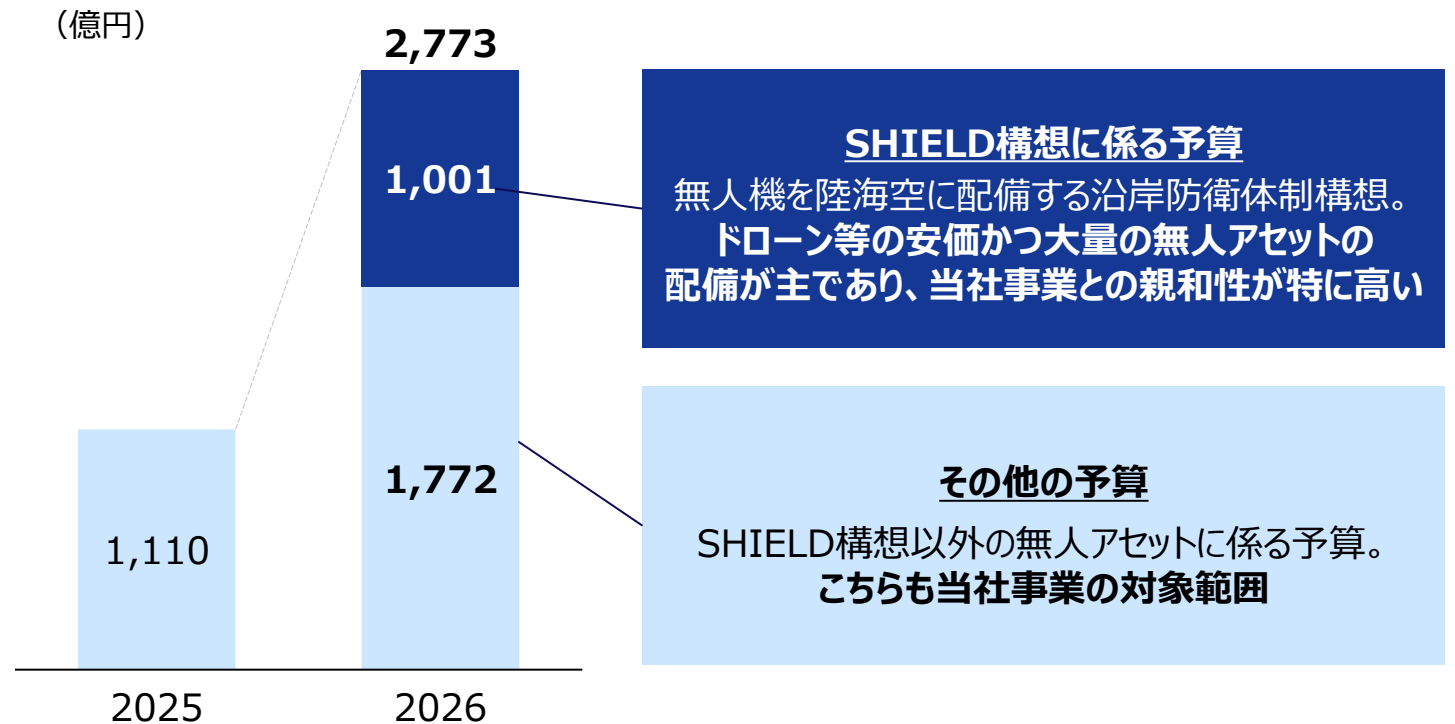 （億円）
2,773
1,001
1,772
1,110
2025
2026
SHIELD構想に係る予算
無人機を陸海空に配備する沿岸防衛体制構想。
ドローン等の安価かつ大量の無人アセットの
配備が主であり、当社事業との親和性が特に高い
その他の予算
SHIELD構想以外の無人アセットに係る予算。
こちらも当社事業の対象範囲